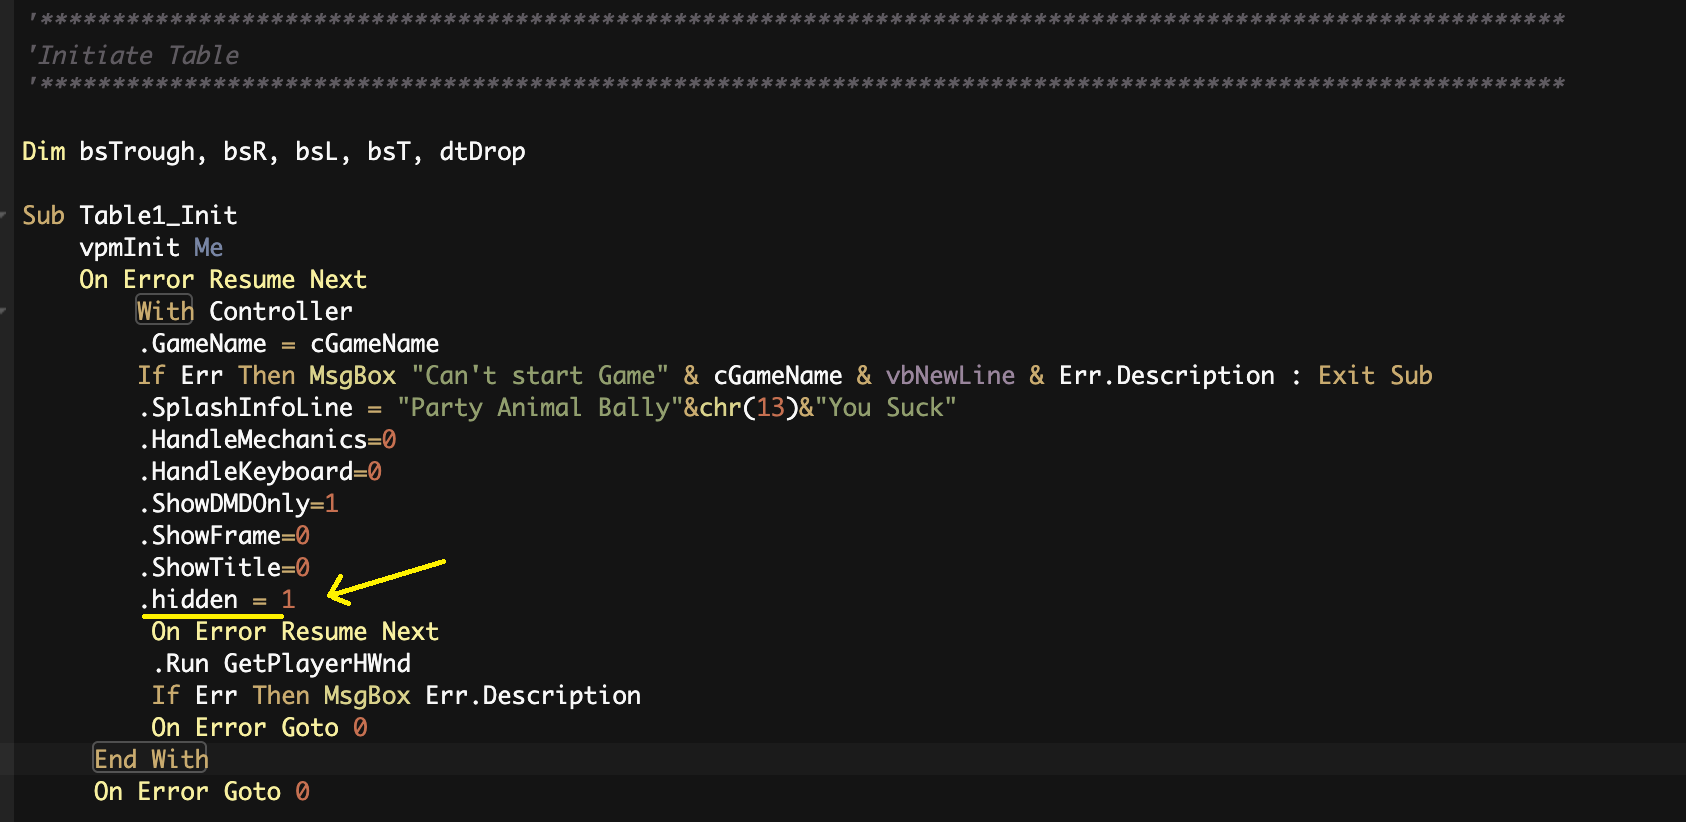 '**********************************************************************************************************
'Initiate Table
'**********************************************************************************************************
Dim bsTrough, bsR, bsL, bsT, dtDrop
Sub Table1_Init
vpmInit Me
On Error Resume Next
With Controller
.GameName = cGameName
If Err Then MsgBox "Can't start Game" & cGameName & vbNewLine & Err.Description : Exit Sub
.SplashInfoLine = "Party Animal Bally"&chr(13)&"You Suck"
.HandleMechanics=0
.HandleKeyboard=0
.ShowDMDOnly=1
.ShowFrame=0
.ShowTitle=0
.hidden = 1
On Error Resume Next
.Run GetPlayerHWnd
If Err Then MsgBox Err.Description
On Error Goto 0
End With
On Error Goto 0